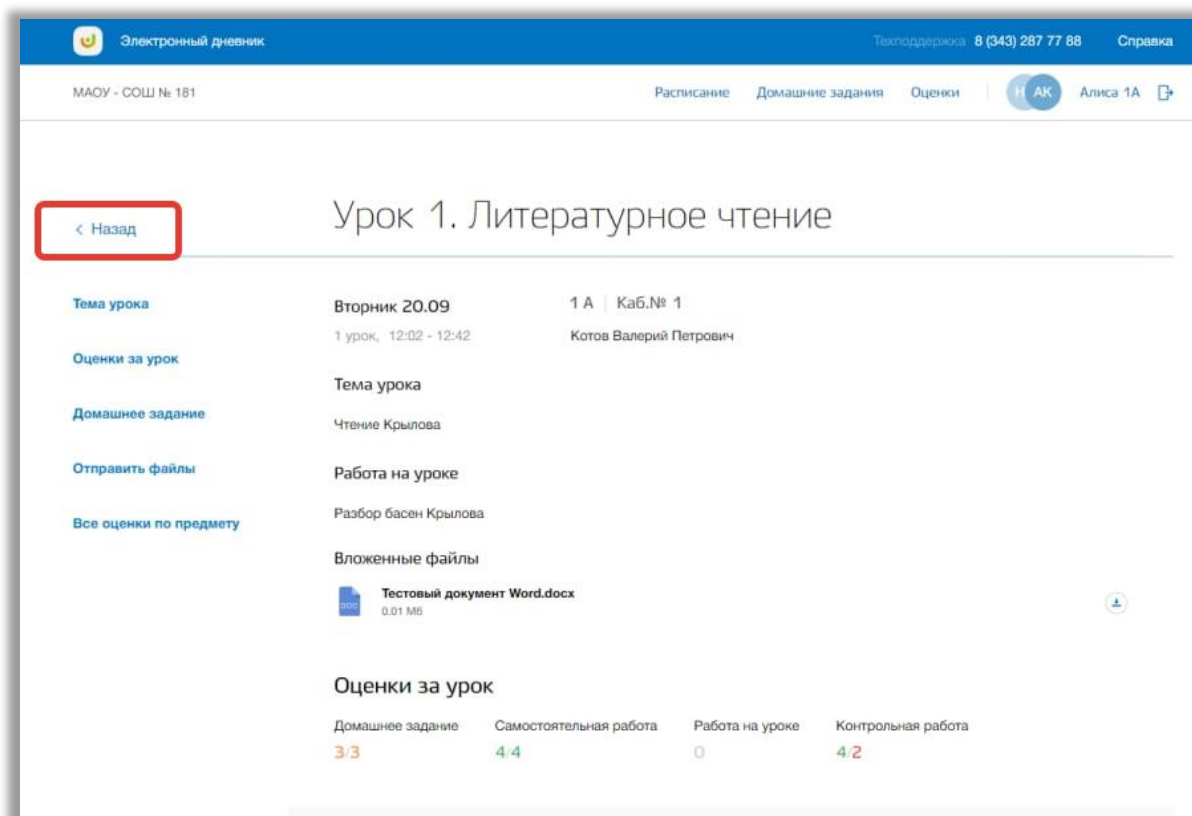 Электронный дневник Техподдержка 8 (343) 287 77 88 Справка
МАОУ - СОШ № 181 Расписание Домашние задания Оценки Н АК Алиса 1А
< Назад Урок 1. Литературное чтение
Тема урока Вторник 20.09 1 А | Каб.№ 1
1 урок, 12:02 - 12:42 Котов Валерий Петрович
Оценки за урок
Тема урока
Домашнее задание
Чтение Крылова
Отправить файлы Работа на уроке
Все оценки по предмету Разбор басен Крылова
Вложенные файлы
DOC Тестовый документ Word.docx
0.01 Мб
Оценки за урок
Домашнее задание Самостоятельная работа Работа на уроке Контрольная работа
3/3 4/4 0 4/2